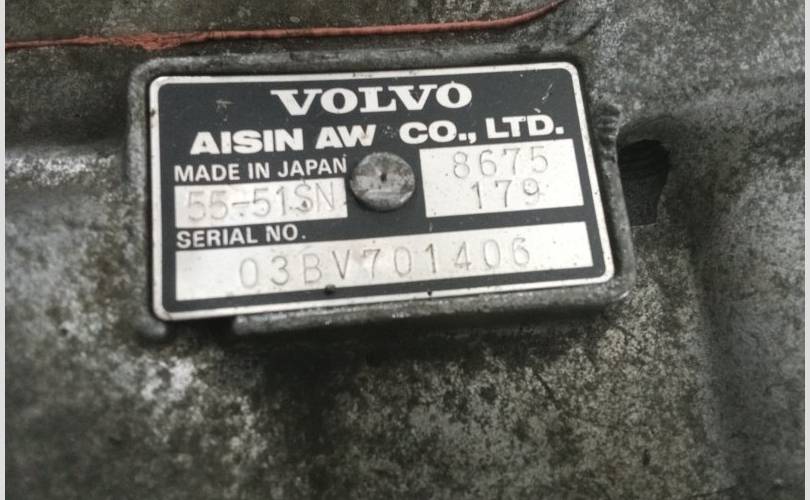 VOLVO
AISIN AW CO., LTD.
MADE IN JAPAN
55-51SN
8675
179
SERIAL NO.
03BV701406